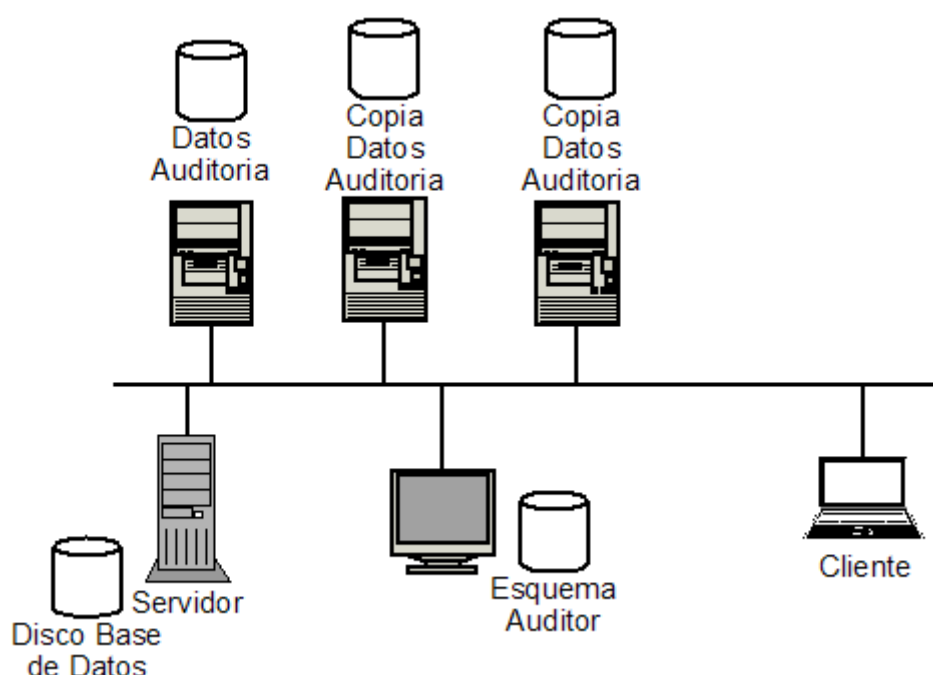 Datos
Auditoria
Copia
Datos
Auditoria
Copia
Datos
Auditoria
Servidor
Disco Base
de Datos
Esquema
Auditor
Cliente